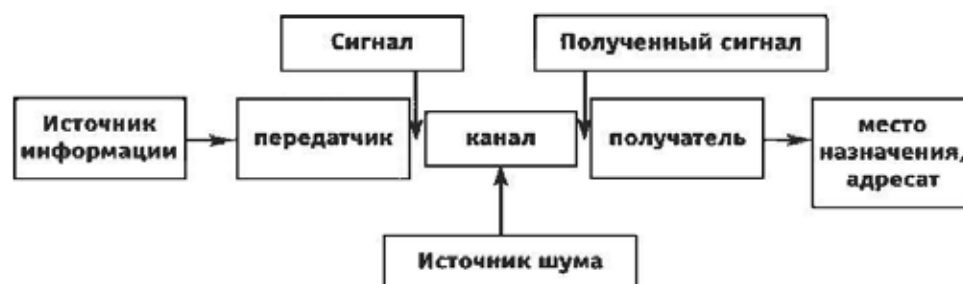 Сигнал
Полученный сигнал
Источник
информации
передатчик
канал
получатель
место
назначения,
адресат
Источник шума